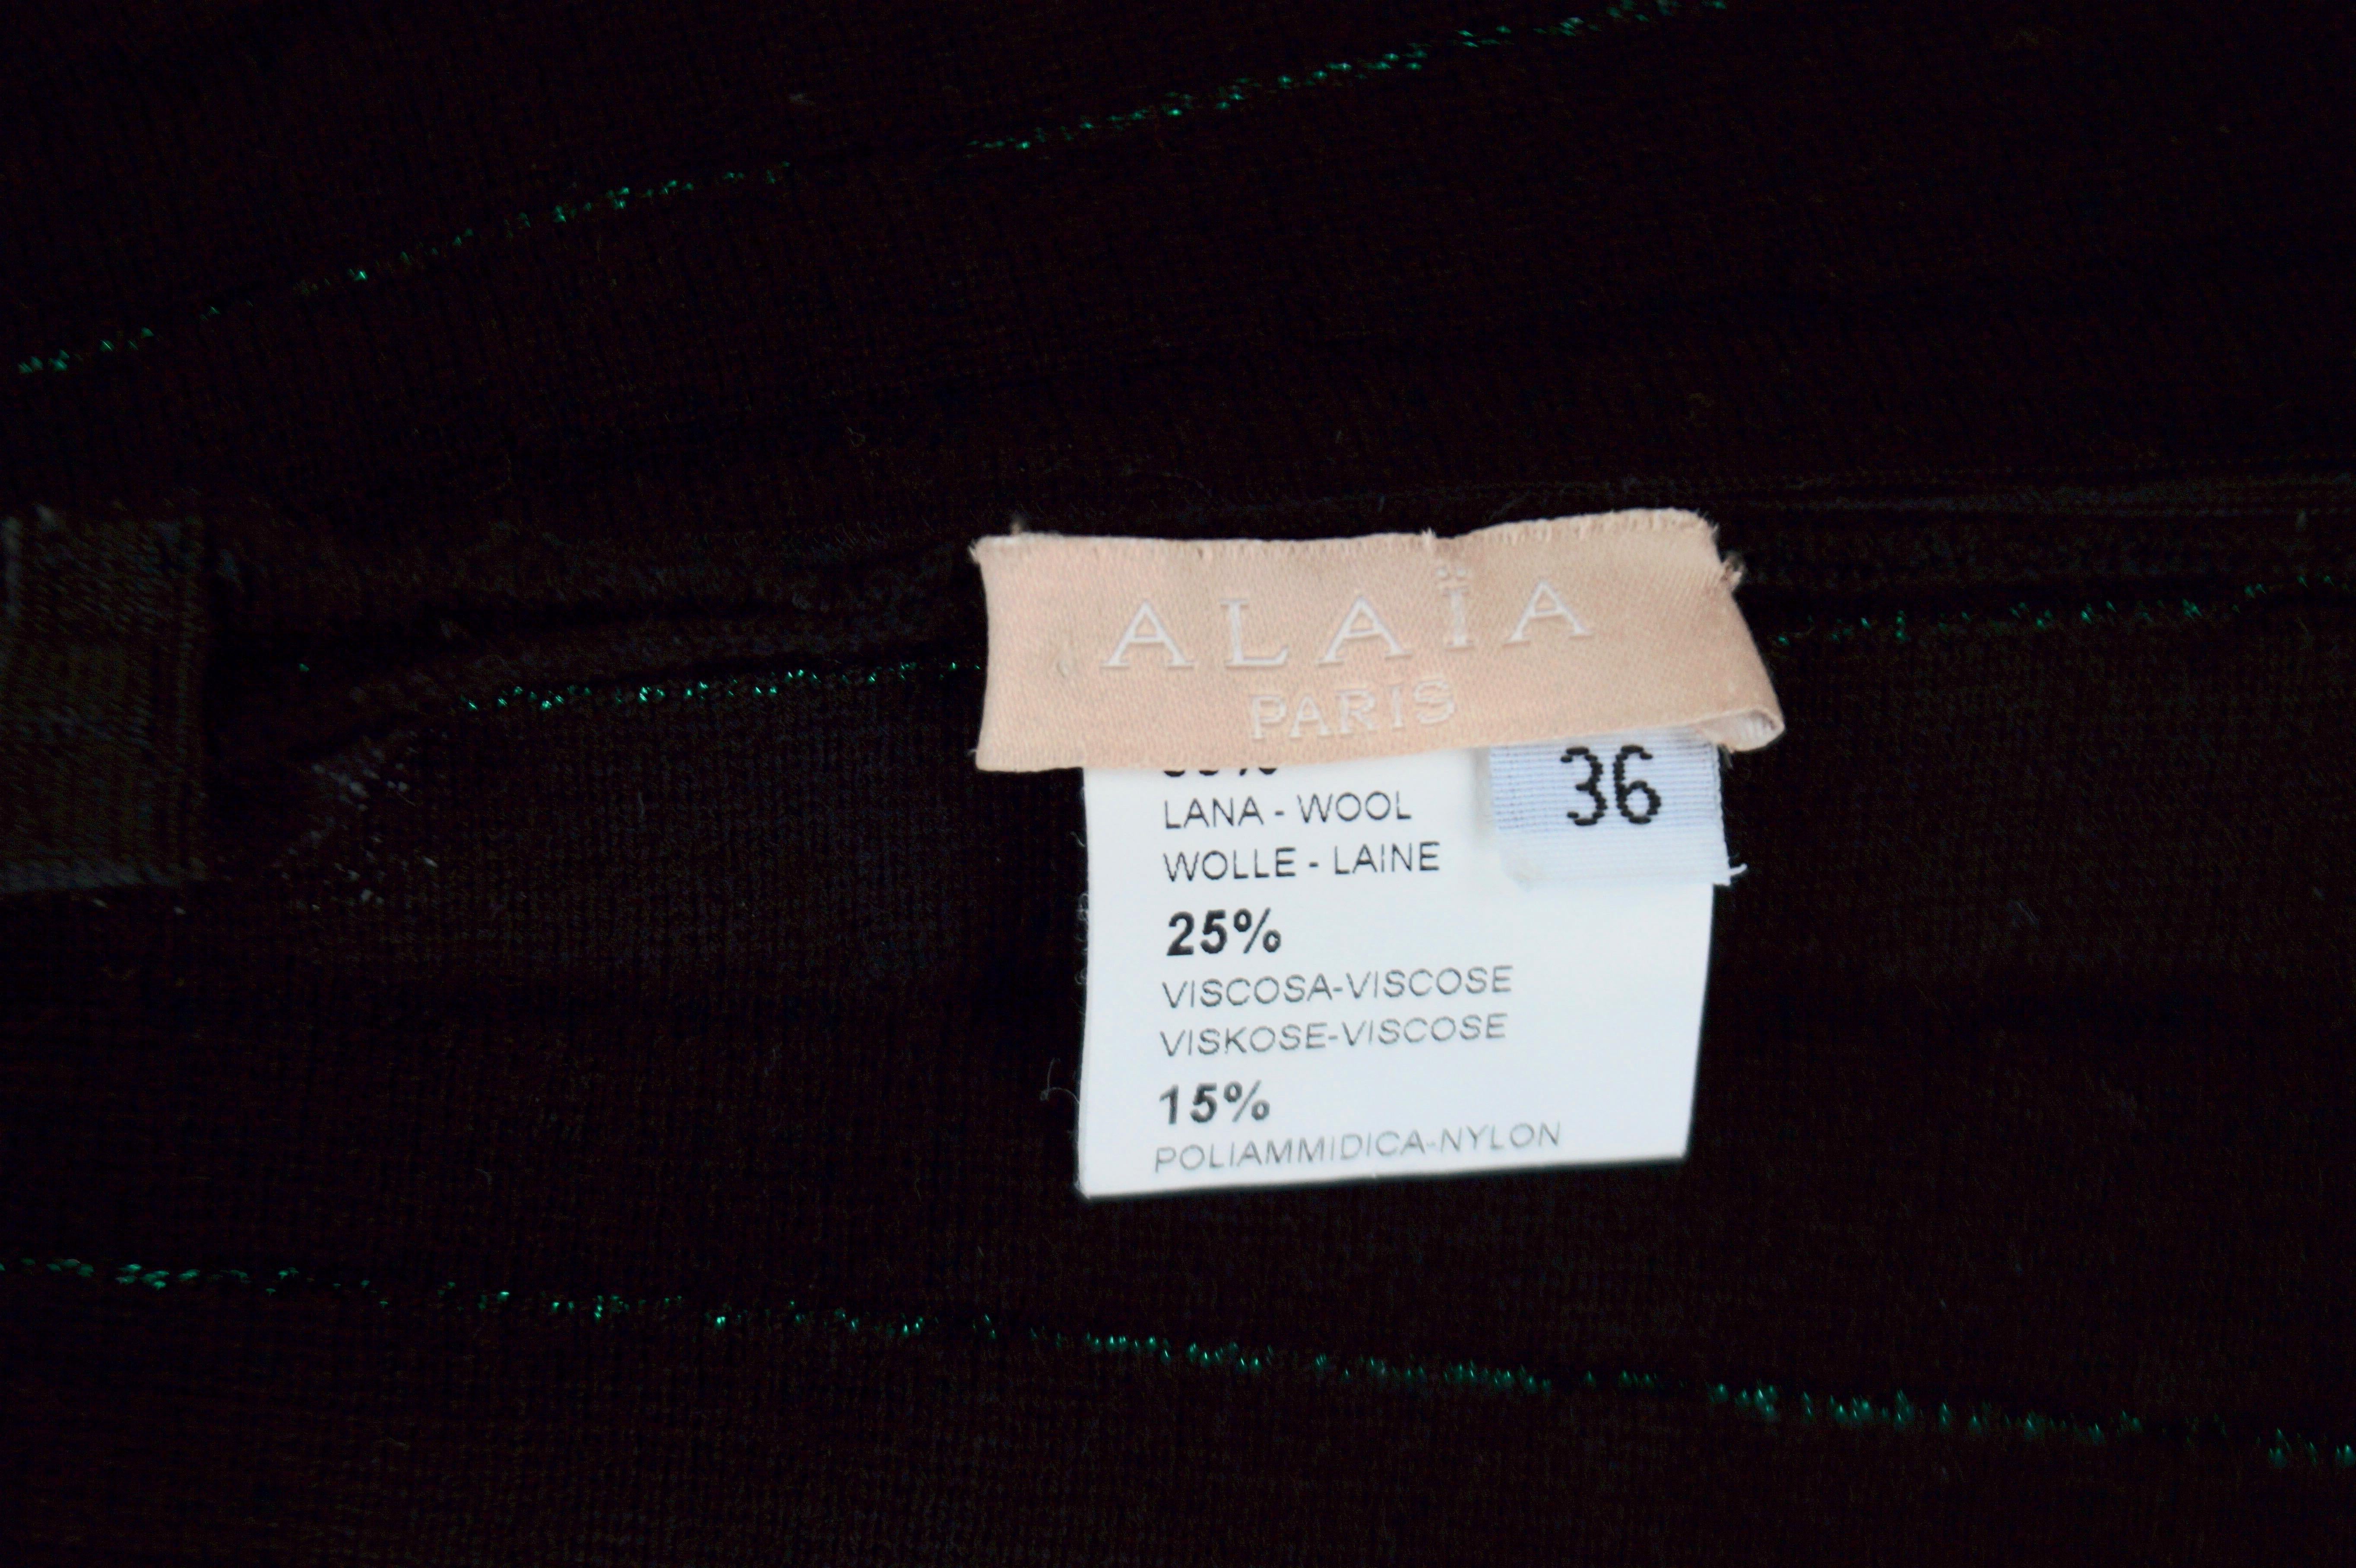 ALAÏA
PARIS
36
LANA - WOOL
WOLLE - LAINE
25%
VISCOSA-VISCOSE
VISKOSE-VISCOSE
15%
POLIAMMIDICA-NYLON